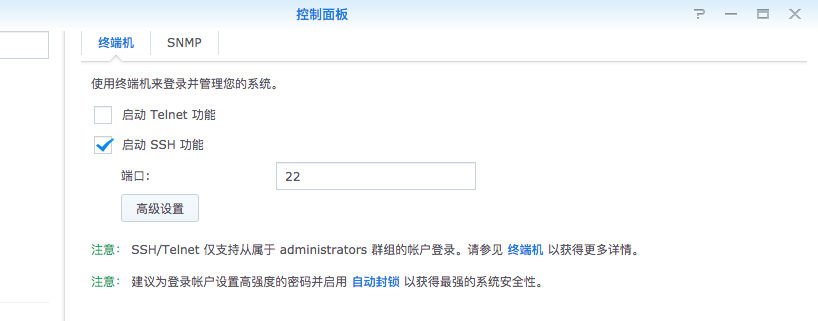 控制面板
终端机 SNMP
使用终端机来登录并管理您的系统。
启动 Telnet 功能
启动 SSH 功能
端口: 22
高级设置
注意: SSH/Telnet 仅支持从属于 administrators 群组的帐户登录。请参见 终端机 以获得更多详情。
注意: 建议为登录帐户设置高强度的密码并启用 自动封锁 以获得最强的系统安全性。